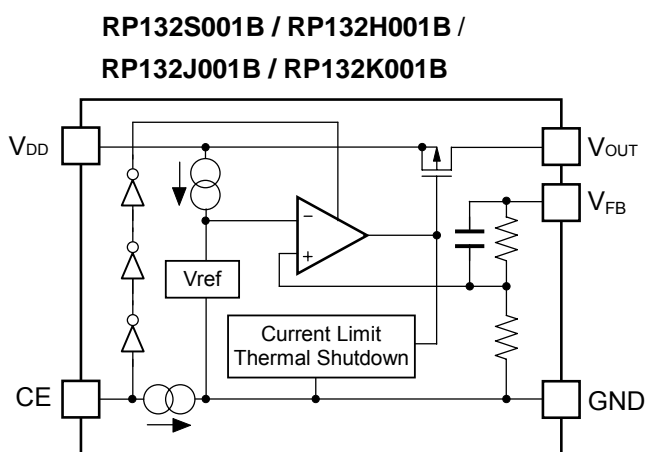 RP132S001B / RP132H001B /
RP132J001B / RP132K001B
VDD
VOUT
VFB
−
+
Vref
Current Limit
Thermal Shutdown
CE
GND